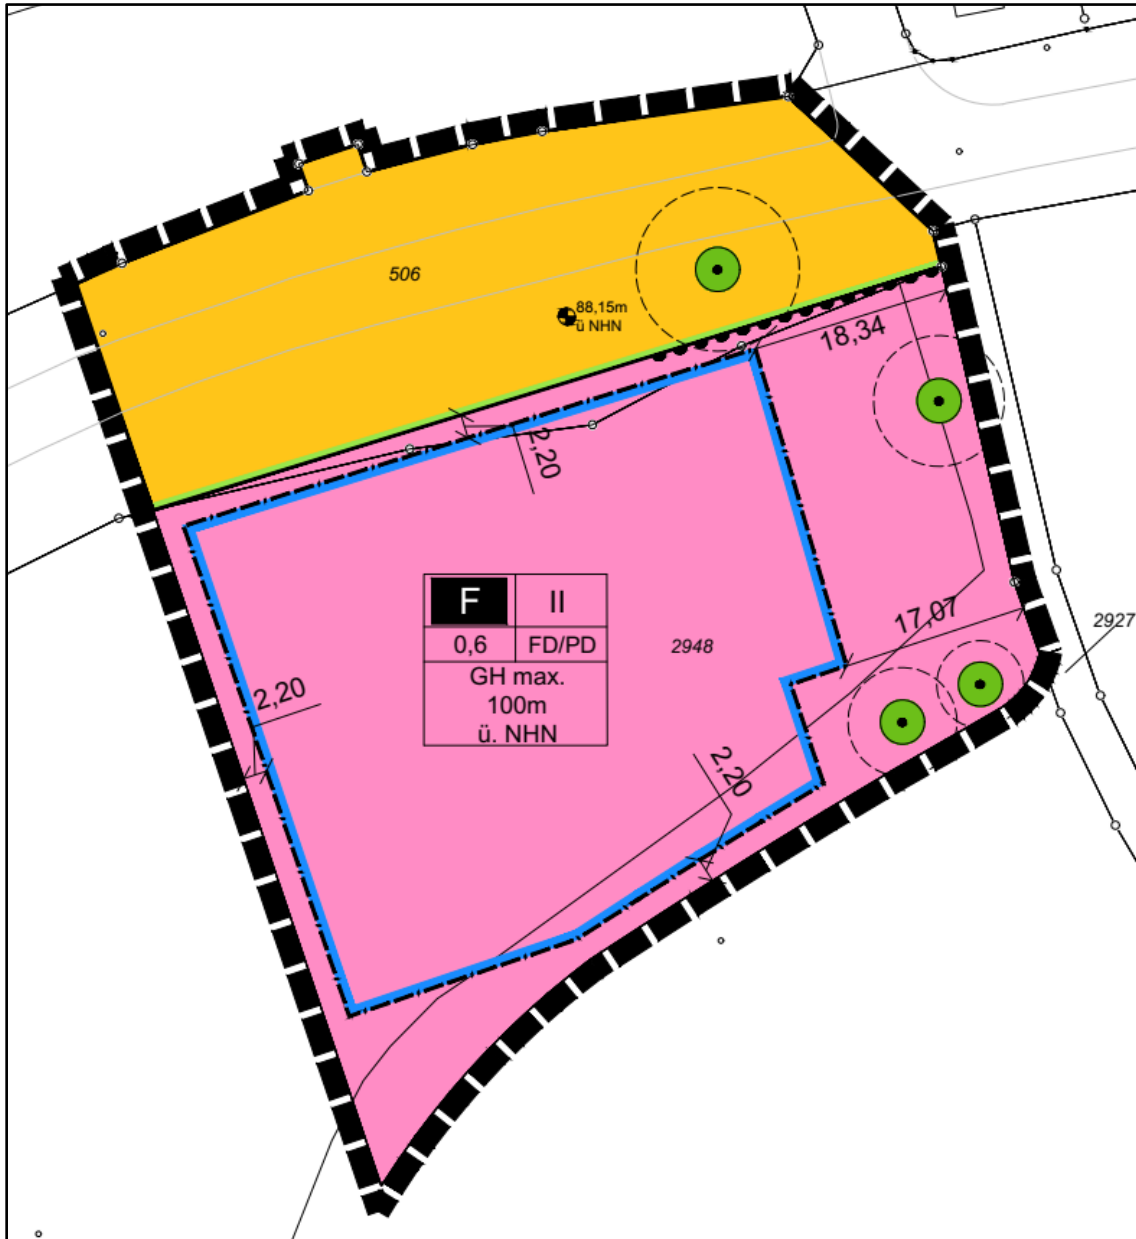 506
88,15m
ü NHN
18,34
2,20
F II
0,6 FD/PD
GH max.
100m
ü. NHN
2948
17,07
2927
2,20
2,20